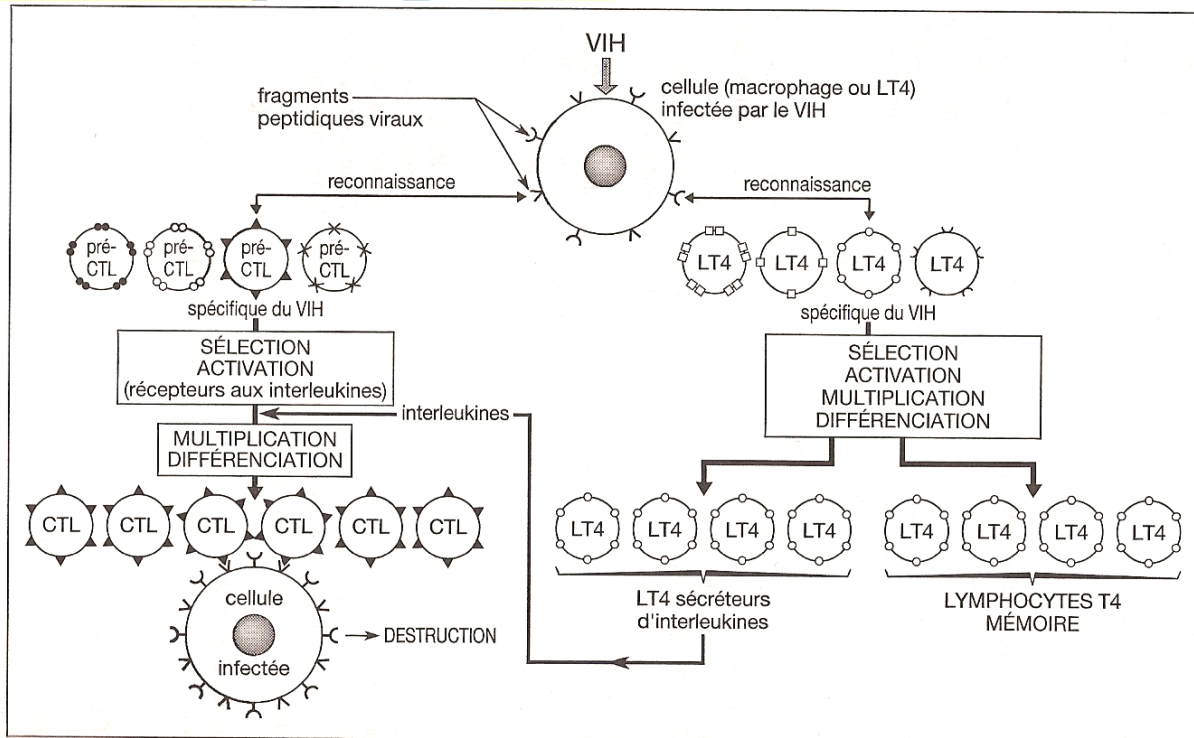 VIH
fragments
peptidiques viraux
cellule (macrophage ou LT4)
infectée par le VIH
reconnaissance
reconnaissance
pré-
CTL
pré-
CTL
pré-
CTL
pré-
CTL
LT4
LT4
LT4
LT4
spécifique du VIH
spécifique du VIH
SÉLECTION
ACTIVATION
(récepteurs aux interleukines)
SÉLECTION
ACTIVATION
MULTIPLICATION
DIFFÉRENCIATION
interleukines
MULTIPLICATION
DIFFÉRENCIATION
CTL
CTL
CTL
CTL
CTL
CTL
LT4
LT4
LT4
LT4
LT4
LT4
LT4
LT4
cellule
infectée
DESTRUCTION
LT4 sécréteurs
d'interleukines
LYMPHOCYTES T4
MÉMOIRE